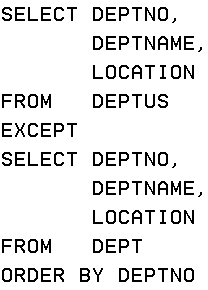 SELECT DEPTNO,
       DEPTNAME,
       LOCATION
FROM   DEPTUS
EXCEPT
SELECT DEPTNO,
       DEPTNAME,
       LOCATION
FROM   DEPT
ORDER BY DEPTNO